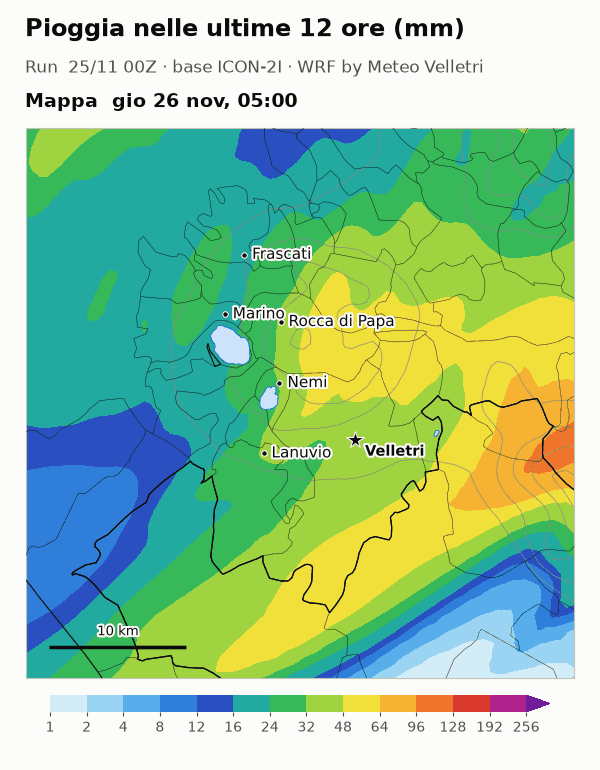 Pioggia nelle ultime 12 ore (mm)
Run  25/11 00Z · base ICON-2I · WRF by Meteo Velletri
Mappa  gio 26 nov, 05:00
Frascati
Marino
Rocca di Papa
Nemi
Velletri
Lanuvio
10 km
1 2 4 8 12 16 24 32 48 64 96 128 192 256